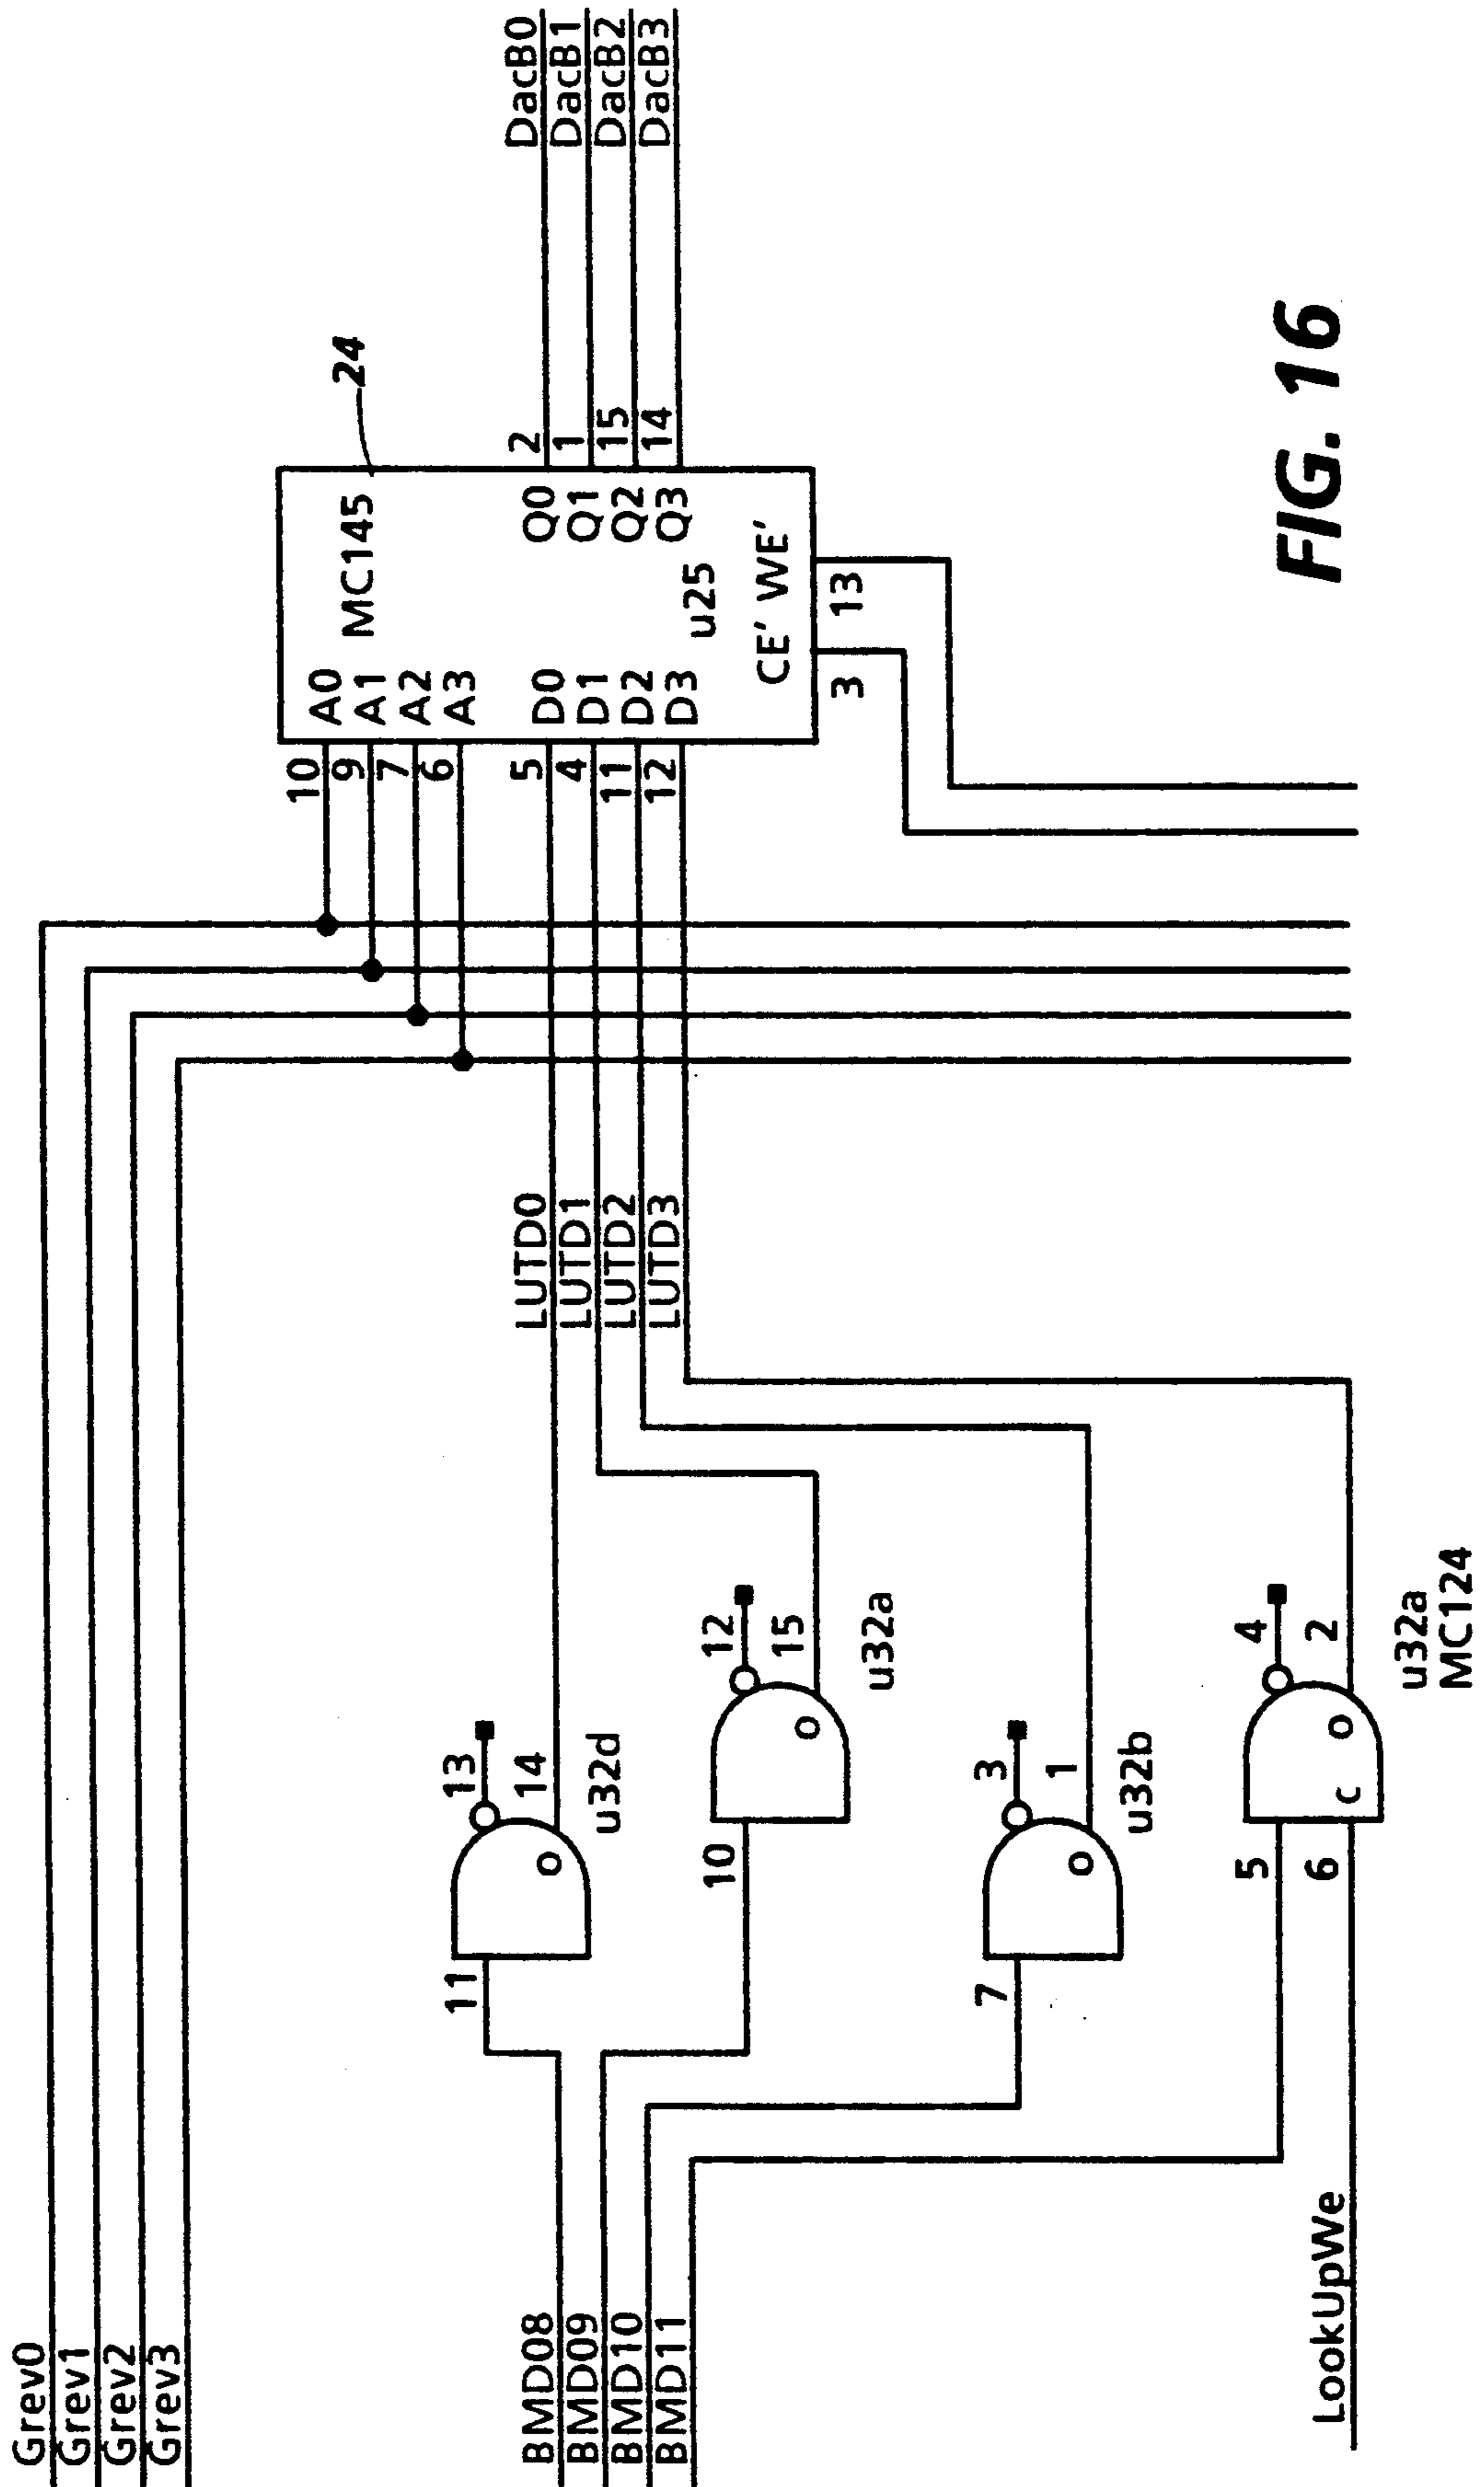 Grev0
Grev1
Grev2
Grev3
BMD08
BMD09
BMD10
BMD11
LookUpWe
11
13
14
o
u32d
10
12
15
o
u32a
7
3
1
o
u32b
5
6
4
2
c o
u32a
MC124
LUTD0
LUTD1
LUTD2
LUTD3
10
9
7
6
5
4
11
12
A0
A1
A2
A3
D0
D1
D2
D3
MC145
u25
Q0
Q1
Q2
Q3
CE' WE'
3
13
24
2
1
15
14
DacB0
DacB1
DacB2
DacB3
FIG. 16